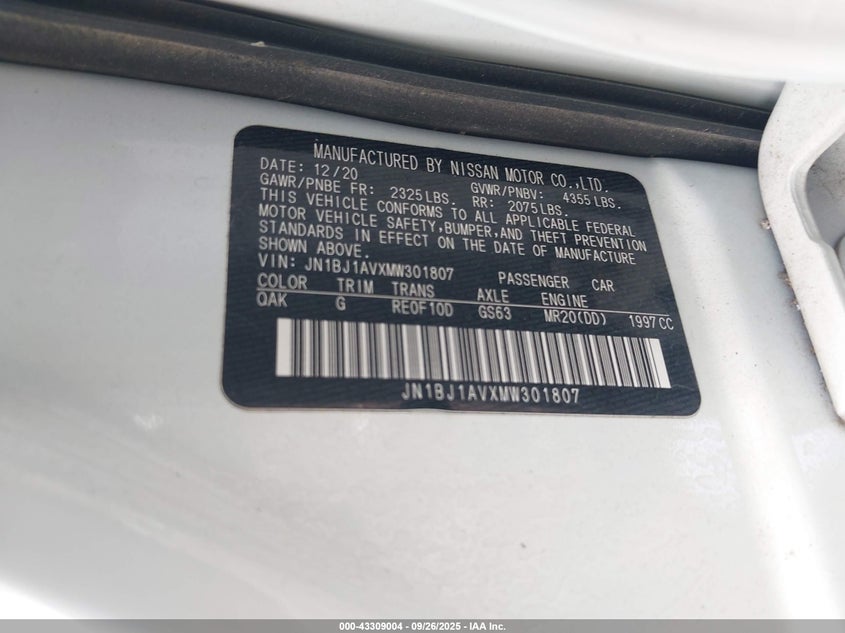 MANUFACTURED BY NISSAN MOTOR CO.,LTD.
DATE: 12/20 GVWR/PNBV: 4355 LBS.
GAWR/PNBE FR: 2325LBS. RR: 2075LBS.
THIS VEHICLE CONFORMS TO ALL APPLICABLE FEDERAL
MOTOR VEHICLE SAFETY,BUMPER,AND THEFT PREVENTION
STANDARDS IN EFFECT ON THE DATE OF MANUFACTURE
SHOWN ABOVE.
VIN: JN1BJ1AVXMW301807 PASSENGER CAR
COLOR TRIM TRANS AXLE ENGINE
QAK G RE0F10D GS63 MR20(DD) 1997CC
JN1BJ1AVXMW301807
000-43309004 - 09/26/2025 - IAA Inc.